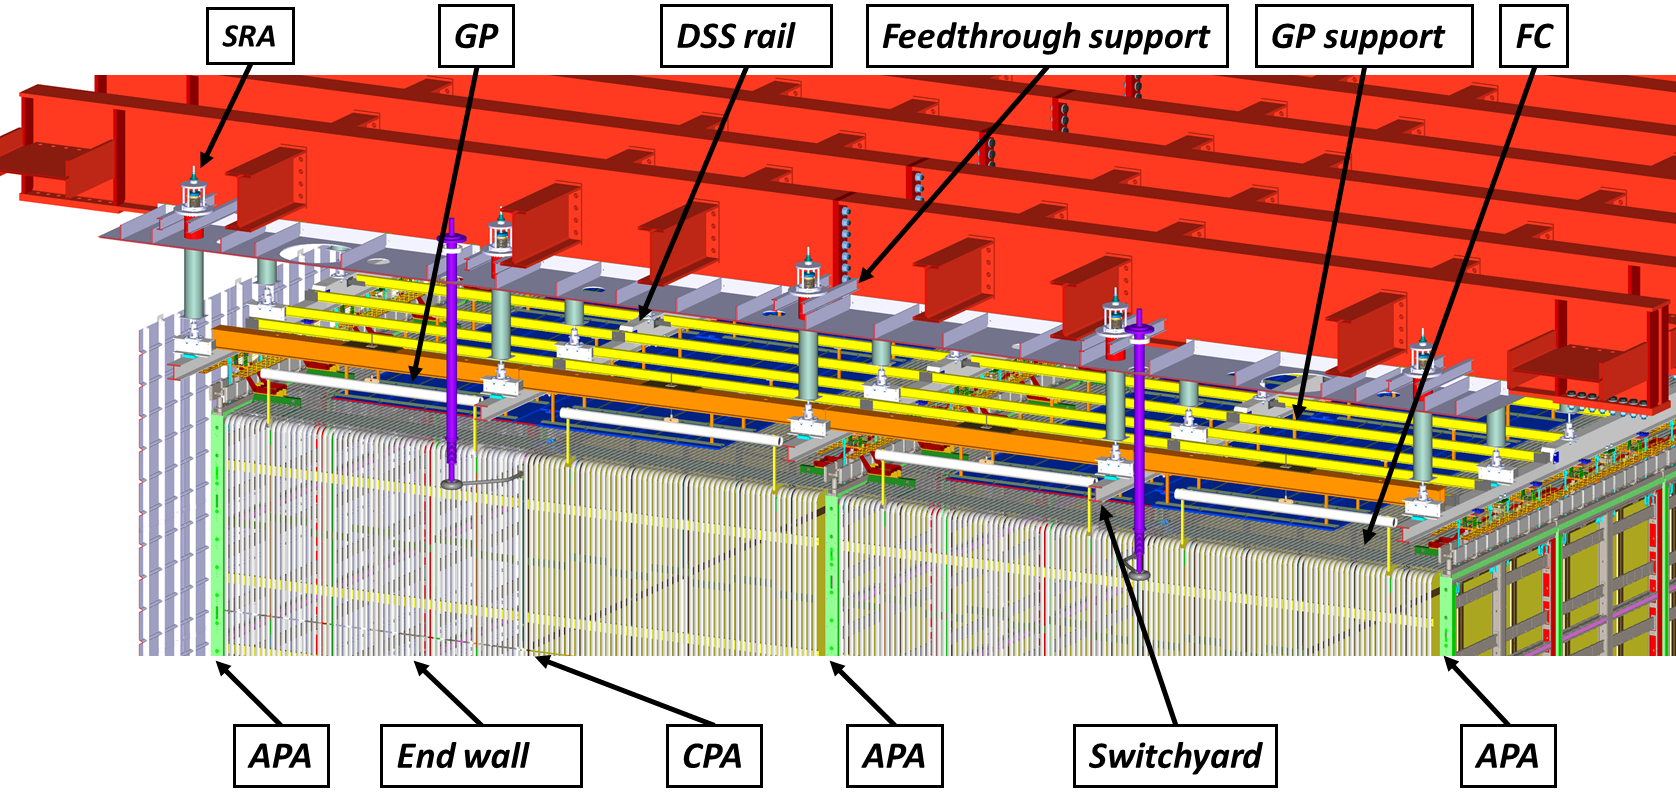 SRA
GP
DSS rail
Feedthrough support
GP support
FC
APA
End wall
CPA
APA
Switchyard
APA